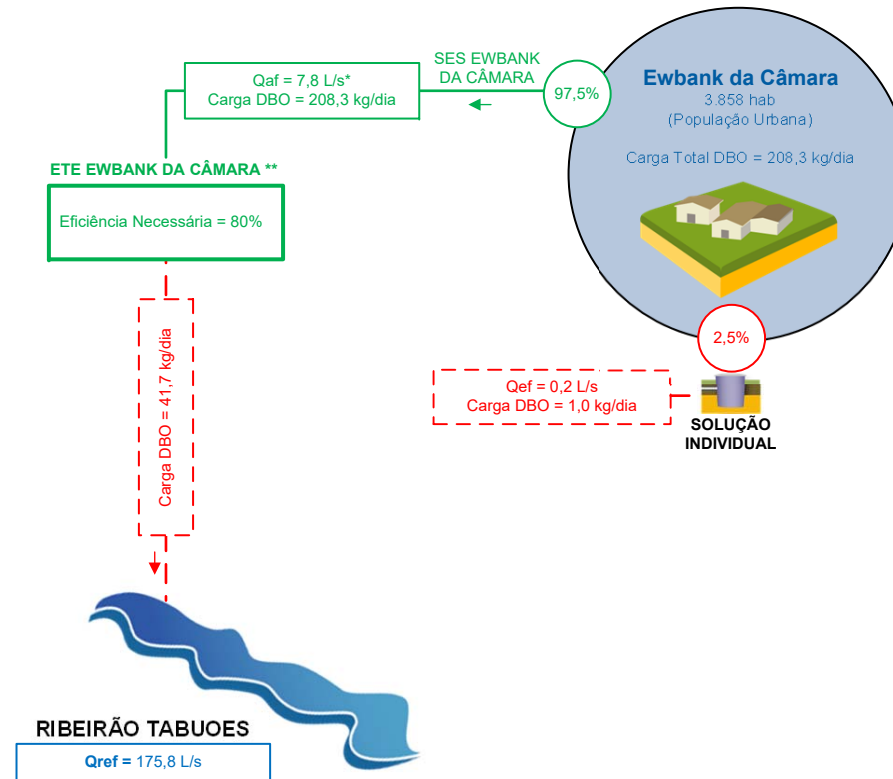 SES EWBANK
DA CÂMARA
Qaf = 7,8 L/s*
Carga DBO = 208,3 kg/dia
97,5%
Ewbank da Câmara
3.858 hab
(População Urbana)
Carga Total DBO = 208,3 kg/dia
ETE EWBANK DA CÂMARA **
Eficiência Necessária = 80%
Carga DBO = 41,7 kg/dia
2,5%
Qef = 0,2 L/s
Carga DBO = 1,0 kg/dia
SOLUÇÃO
INDIVIDUAL
RIBEIRÃO TABUOES
Qref = 175,8 L/s